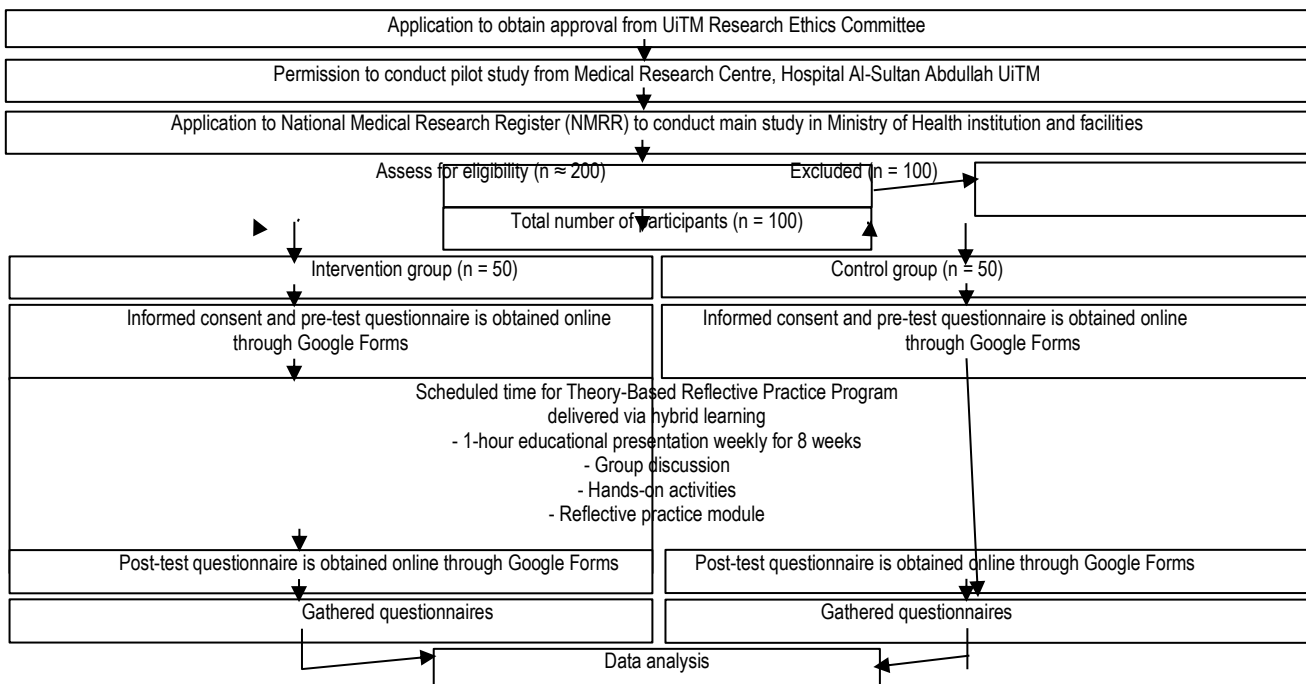 Application to obtain approval from UiTM Research Ethics Committee
Permission to conduct pilot study from Medical Research Centre, Hospital Al-Sultan Abdullah UiTM
Application to National Medical Research Register (NMRR) to conduct main study in Ministry of Health institution and facilities
Assess for eligibility (n ≈ 200)
Excluded (n = 100)
Total number of participants (n = 100)
Intervention group (n = 50)
Control group (n = 50)
Informed consent and pre-test questionnaire is obtained online
through Google Forms
Informed consent and pre-test questionnaire is obtained online
through Google Forms
Scheduled time for Theory-Based Reflective Practice Program
delivered via hybrid learning
- 1-hour educational presentation weekly for 8 weeks
- Group discussion
- Hands-on activities
- Reflective practice module
Post-test questionnaire is obtained online through Google Forms
Post-test questionnaire is obtained online through Google Forms
Gathered questionnaires
Gathered questionnaires
Data analysis